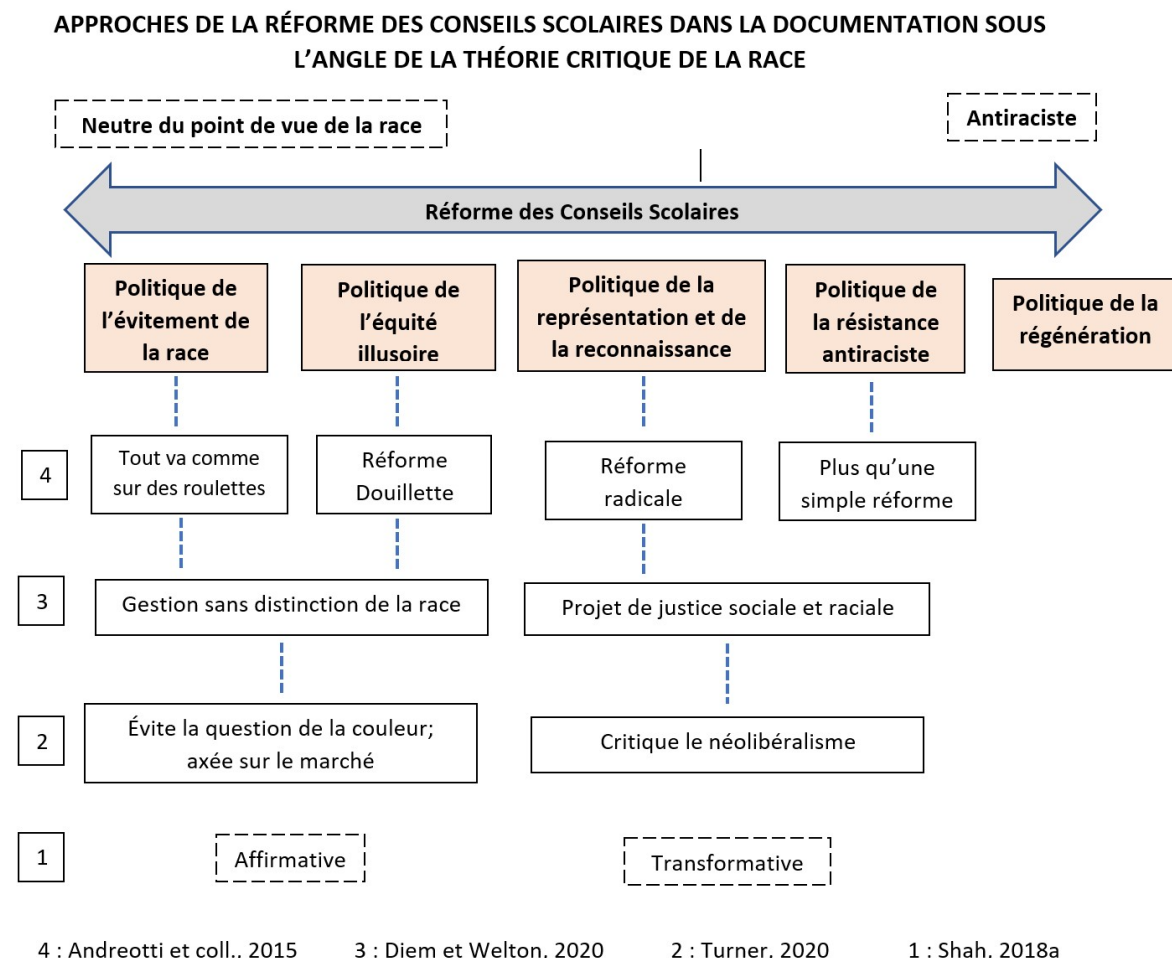 APPROCHES DE LA RÉFORME DES CONSEILS SCOLAIRES DANS LA DOCUMENTATION SOUS
L'ANGLE DE LA THÉORIE CRITIQUE DE LA RACE
Neutre du point de vue de la race
Antiraciste
Réforme des Conseils Scolaires
Politique de
l'évitement de
la race
Politique de
l'équité
illusoire
Politique de la
représentation et de
la reconnaissance
Politique de
la résistance
antiraciste
Politique de la
régénération
4
Tout va comme
sur des roulettes
Réforme
Douillette
Réforme
radicale
Plus qu'une
simple réforme
3
Gestion sans distinction de la race
Projet de justice sociale et raciale
2
Évite la question de la couleur;
axée sur le marché
Critique le néolibéralisme
1
Affirmative
Transformative
4 : Andreotti et coll., 2015 3 : Diem et Welton, 2020 2 : Turner, 2020 1 : Shah, 2018a